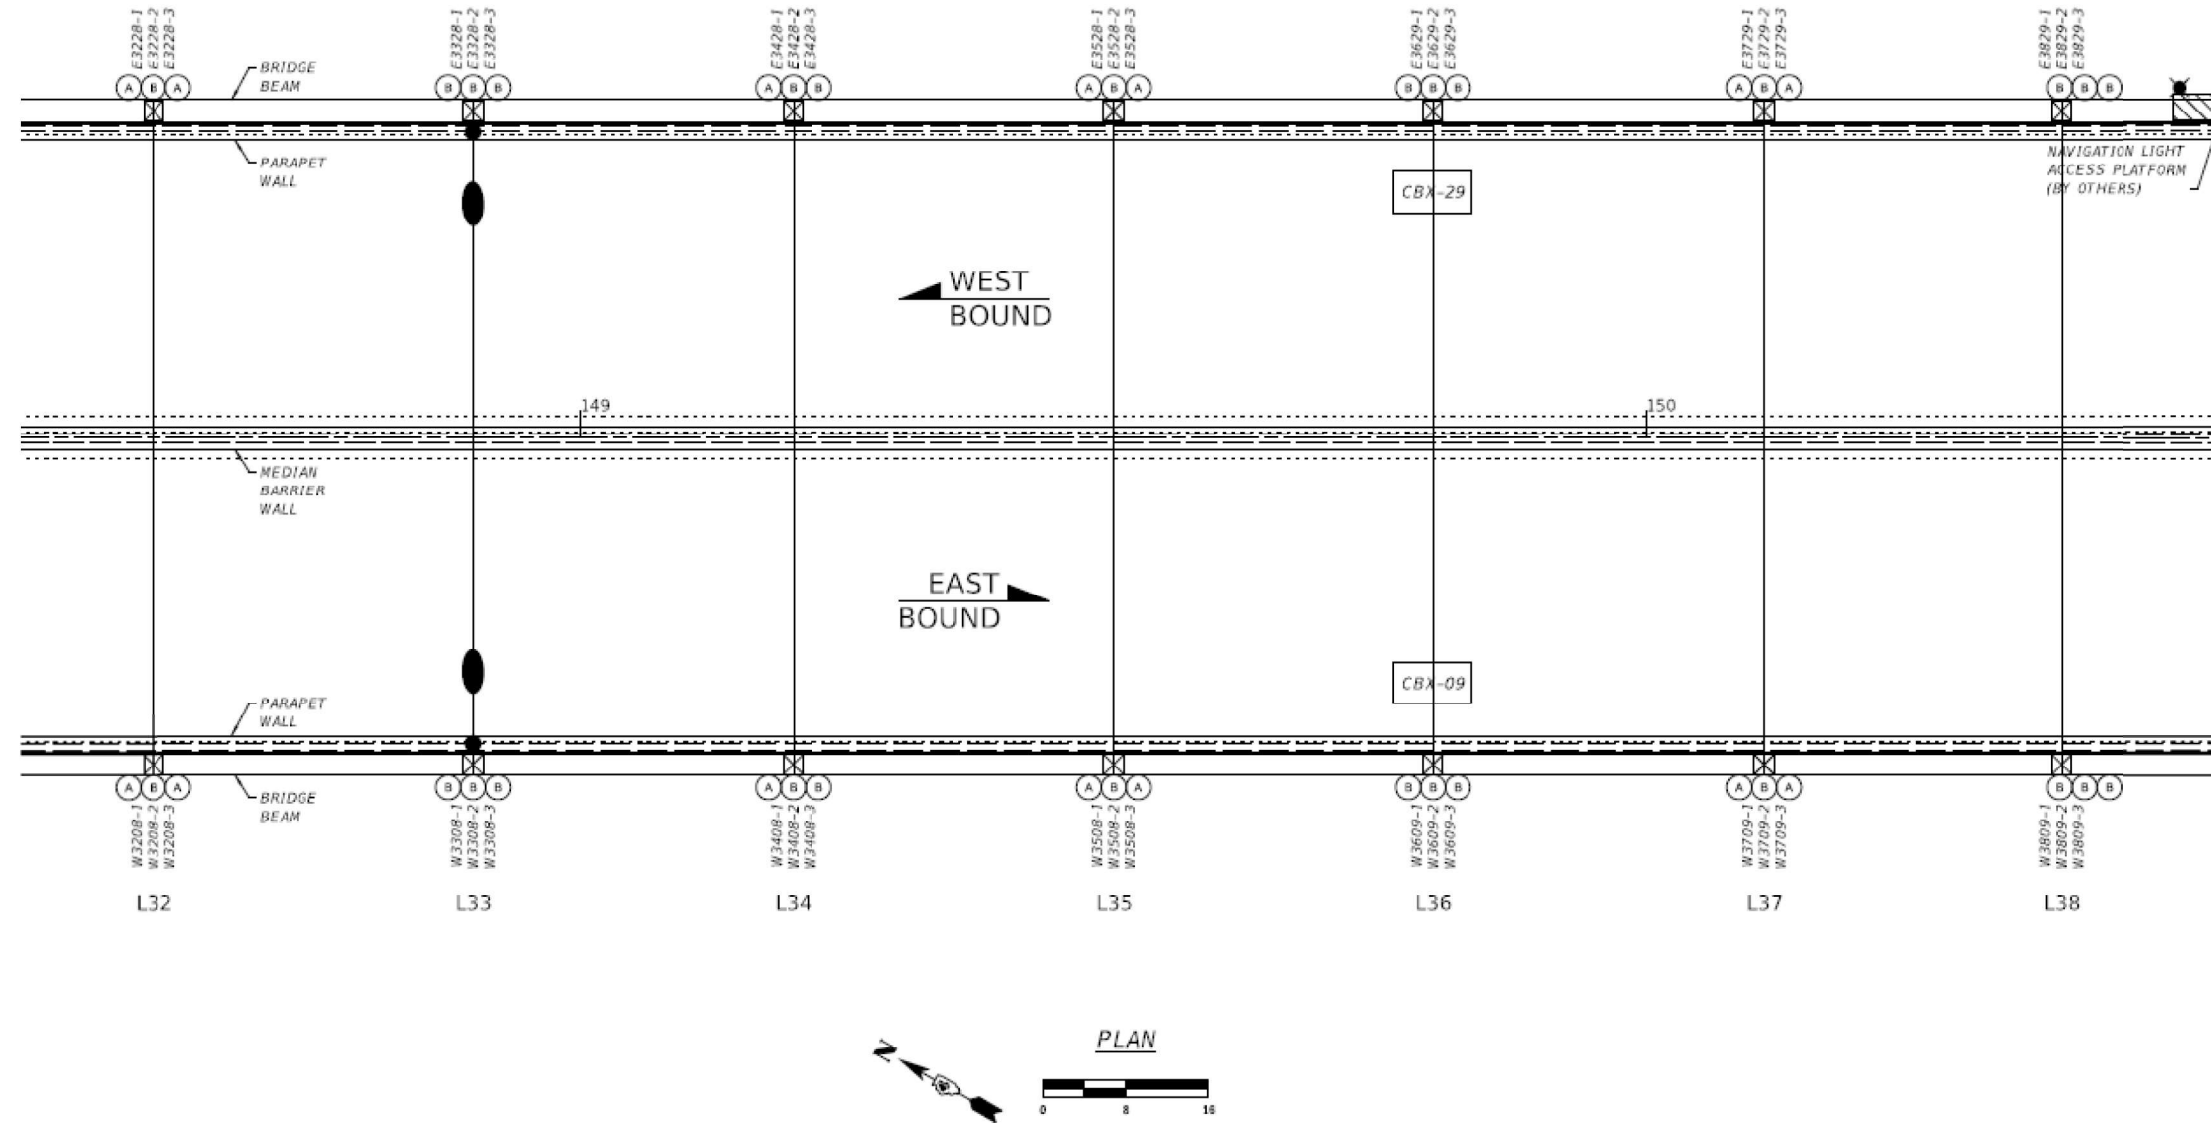 E3228-1
E3228-2
E3228-3
E3328-1
E3328-2
E3328-3
E3428-1
E3428-2
E3428-3
E3528-1
E3528-2
E3528-3
E3629-1
E3629-2
E3629-3
E3729-1
E3729-2
E3729-3
E3829-1
E3829-2
E3829-3
A B A
B B B
A B B
A B A
B B B
A B A
B B B
BRIDGE
BEAM
PARAPET
WALL
NAVIGATION LIGHT
ACCESS PLATFORM
(BY OTHERS)
CBX-29
WEST
BOUND
149
150
MEDIAN
BARRIER
WALL
EAST
BOUND
CBX-09
PARAPET
WALL
BRIDGE
BEAM
A B A
B B B
A B B
A B A
B B B
A B A
B B B
W3208-1
W3208-2
W3208-3
W3308-1
W3308-2
W3308-3
W3408-1
W3408-2
W3408-3
W3508-1
W3508-2
W3508-3
W3609-1
W3609-2
W3609-3
W3709-1
W3709-2
W3709-3
W3809-1
W3809-2
W3809-3
L32
L33
L34
L35
L36
L37
L38
PLAN
N
0 8 16